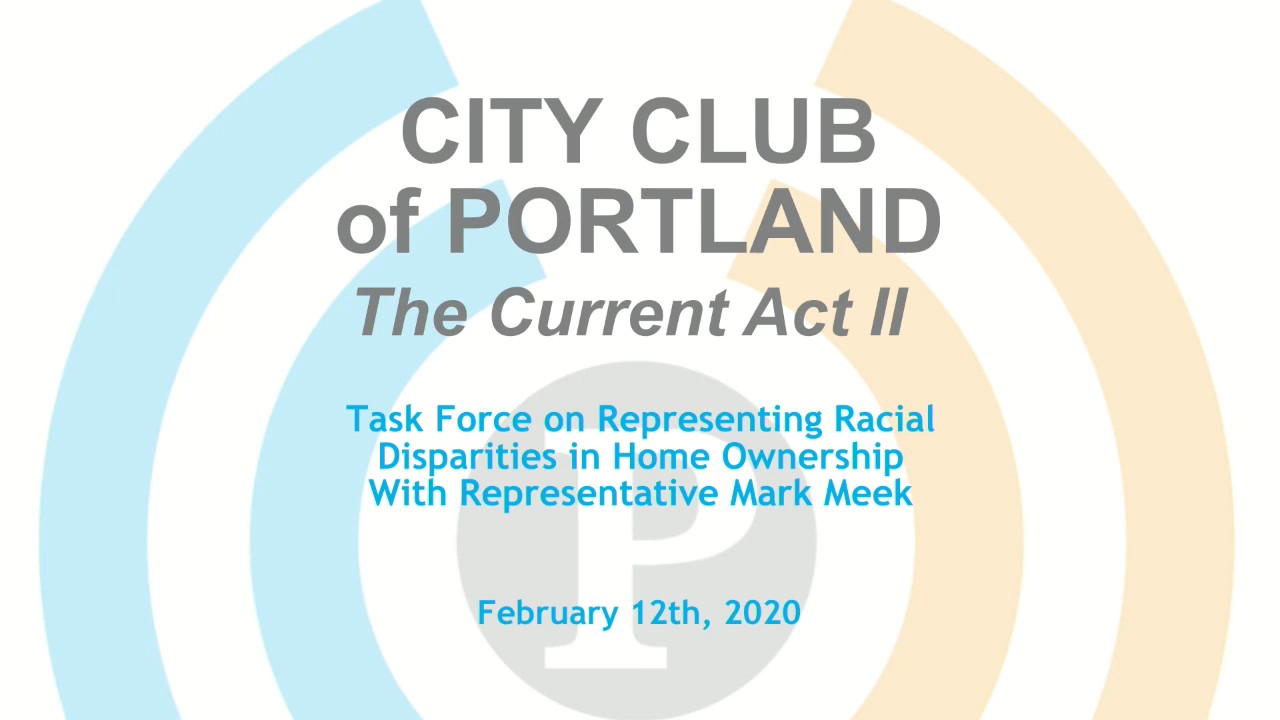 CITY CLUB
of PORTLAND
The Current Act II
Task Force on Representing Racial
Disparities in Home Ownership
With Representative Mark Meek
P
February 12th, 2020